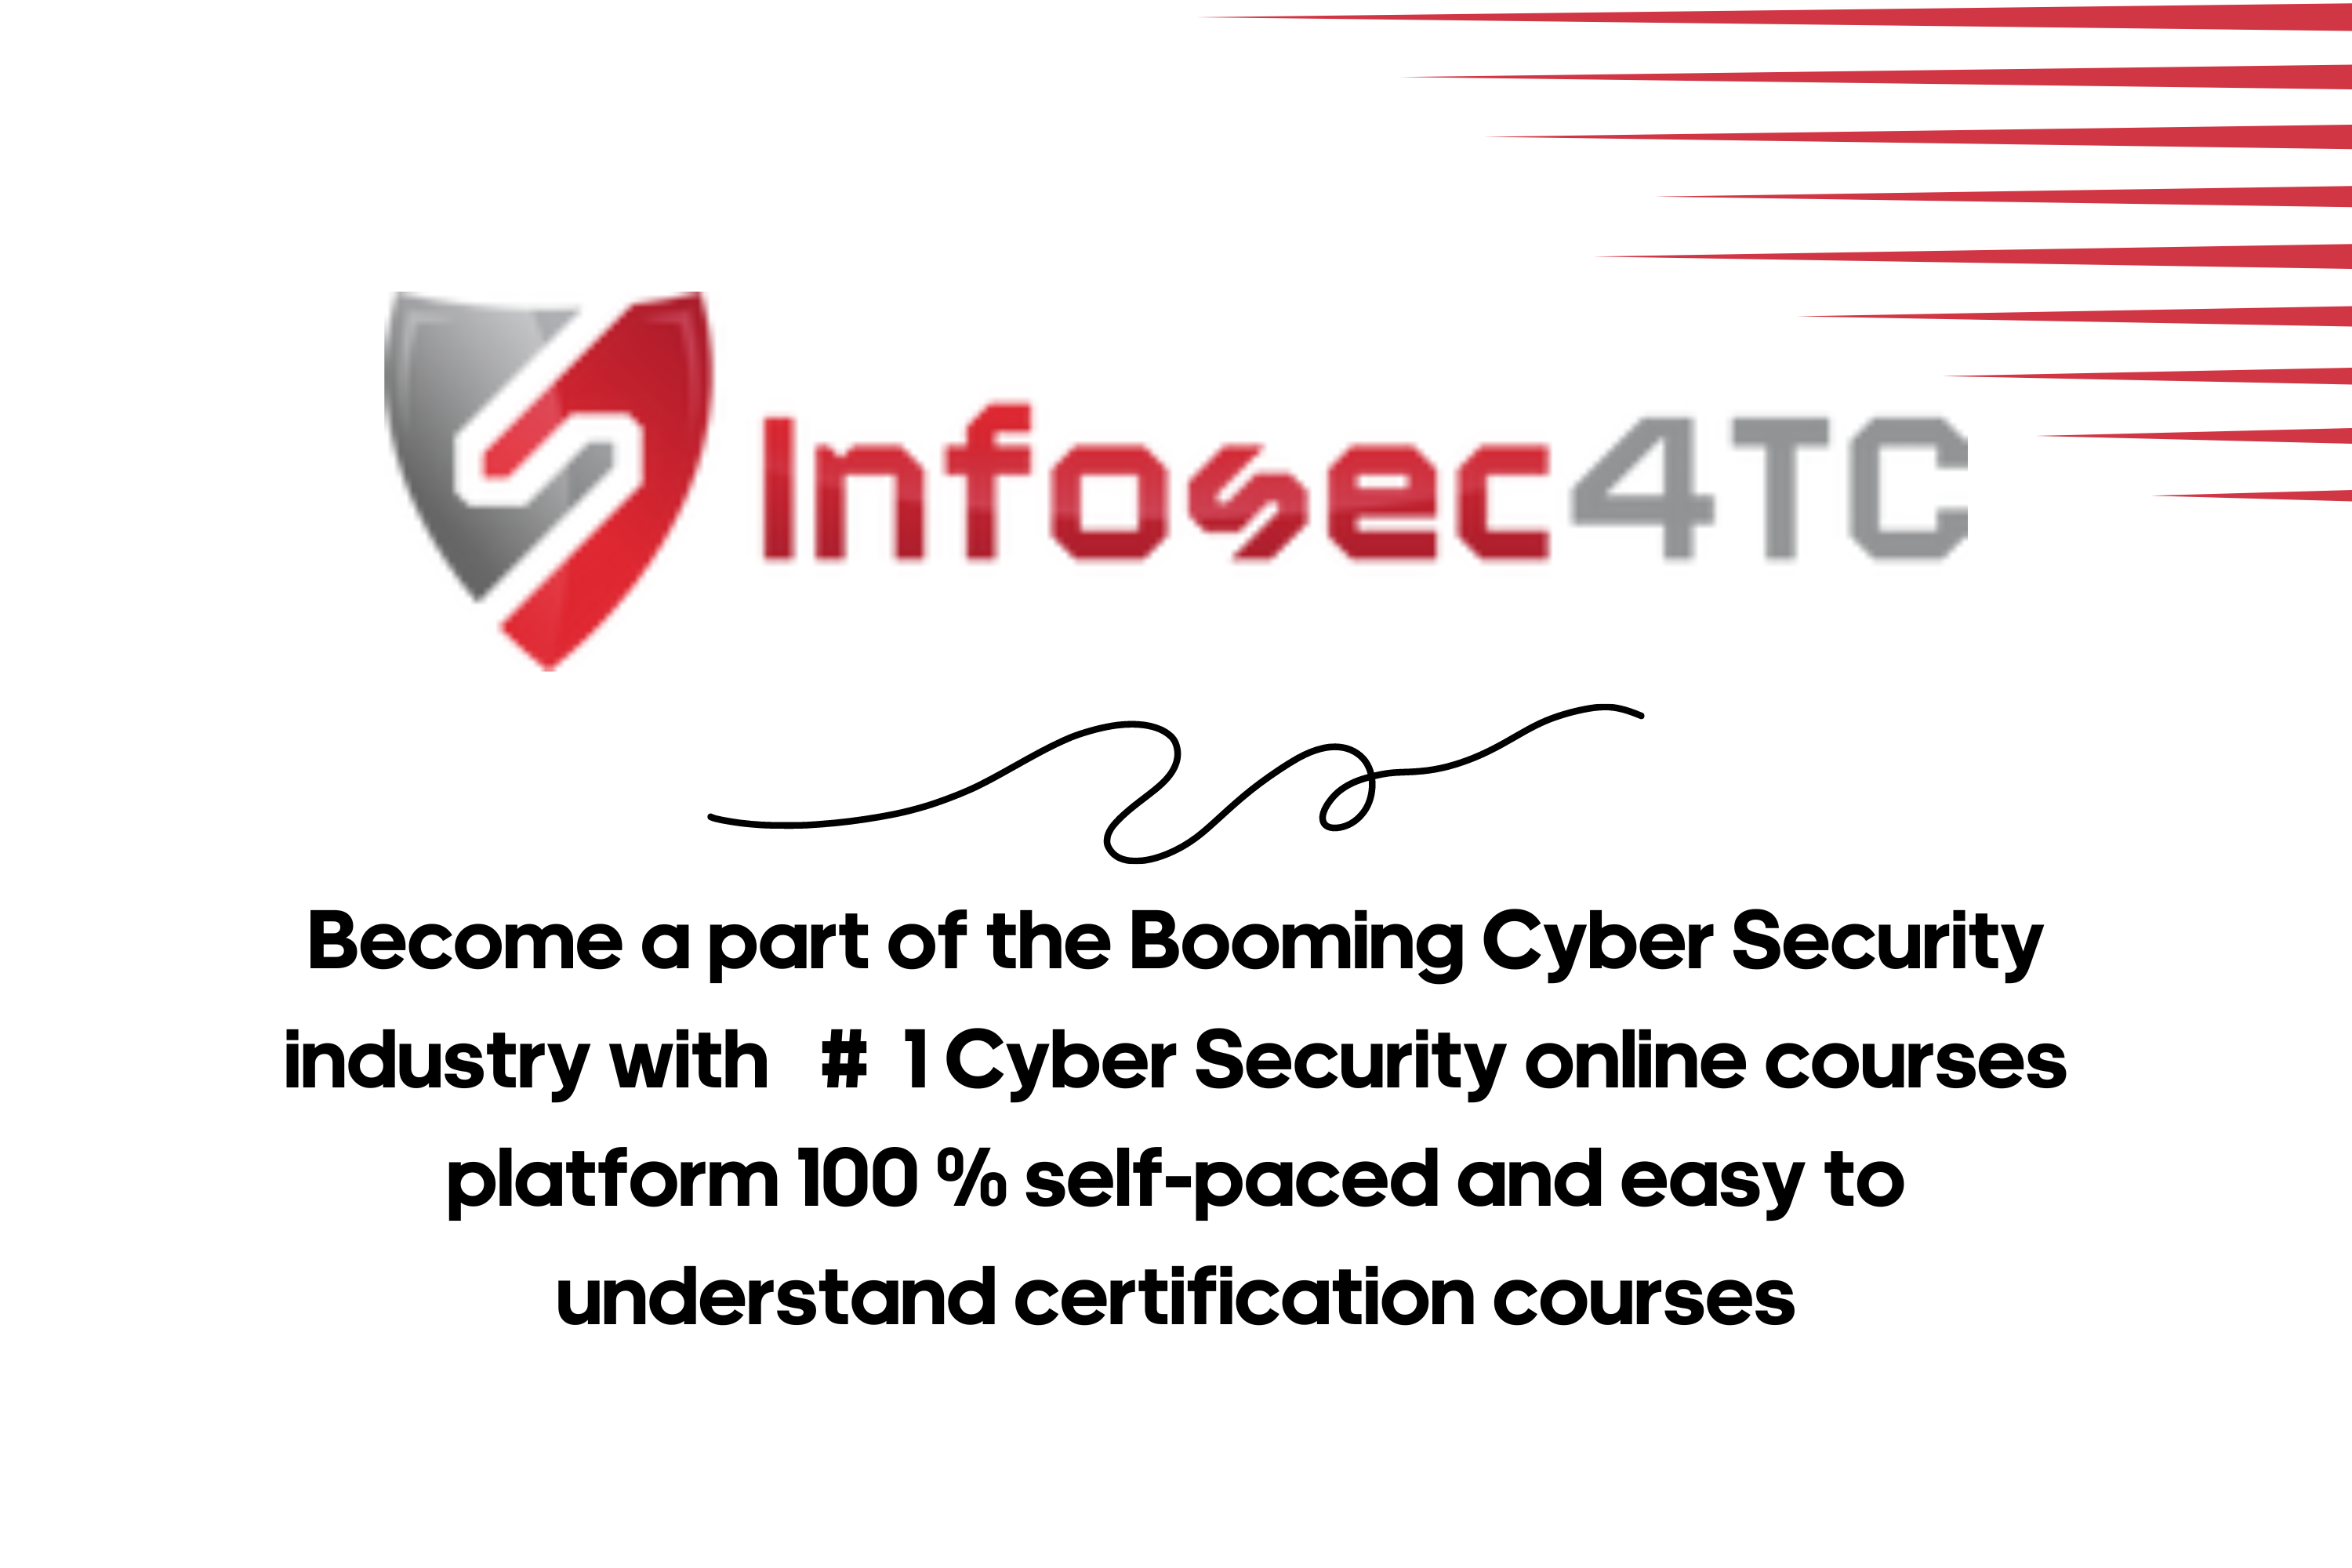 Infosec4TC
Become a part of the Booming Cyber Security
industry with # 1 Cyber Security online courses
platform 100 % self-paced and easy to
understand certification courses